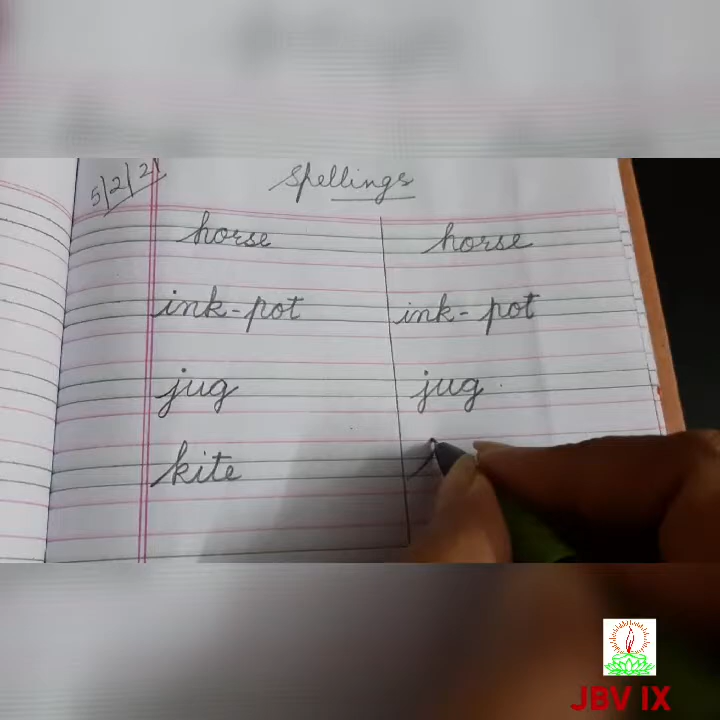 5/2/21
Spellings
horse horse
ink-pot ink-pot
jug jug
kite
JBV IX